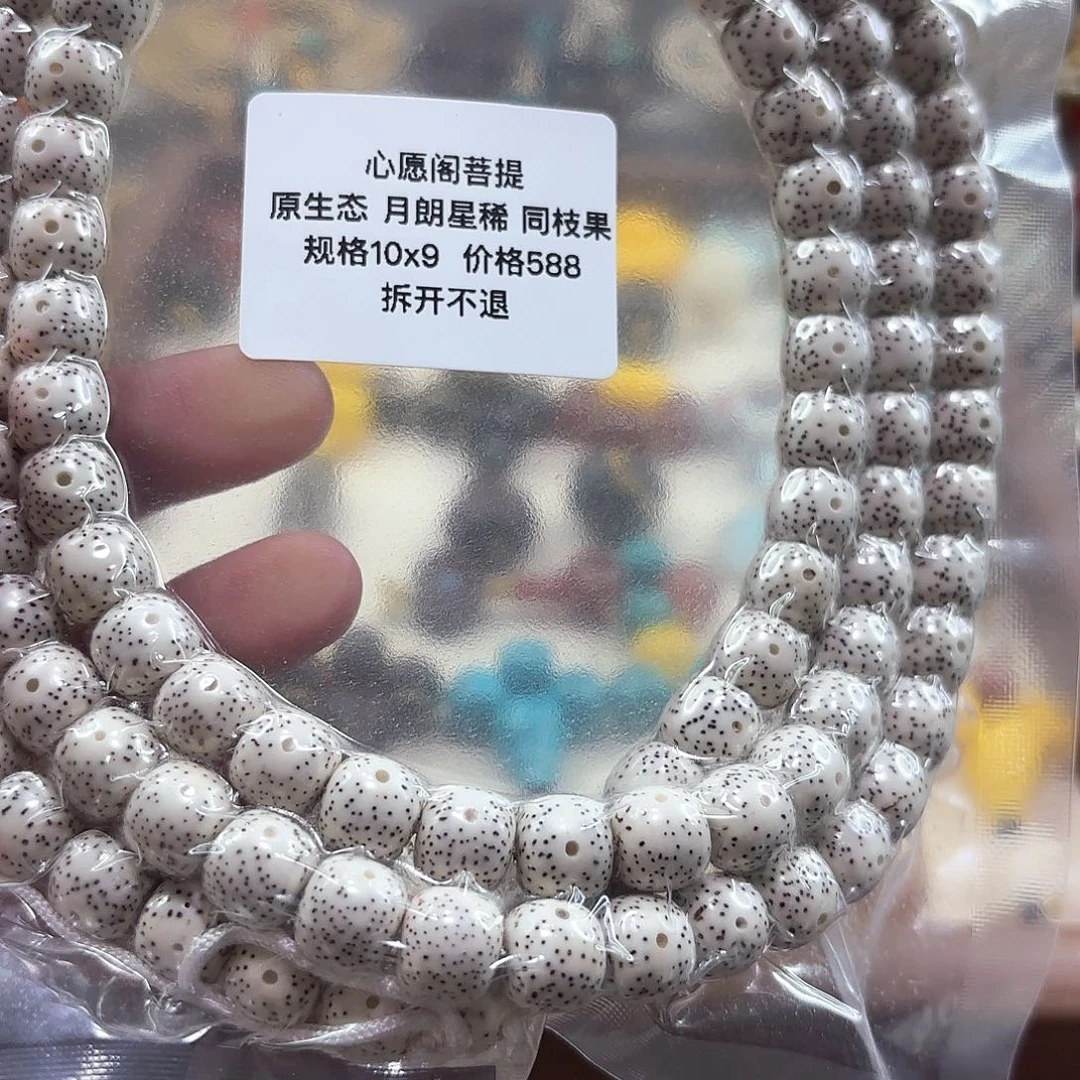 心愿阁菩提
原生态 月朗星稀 同枝果
规格10x9 价格588
拆开不退